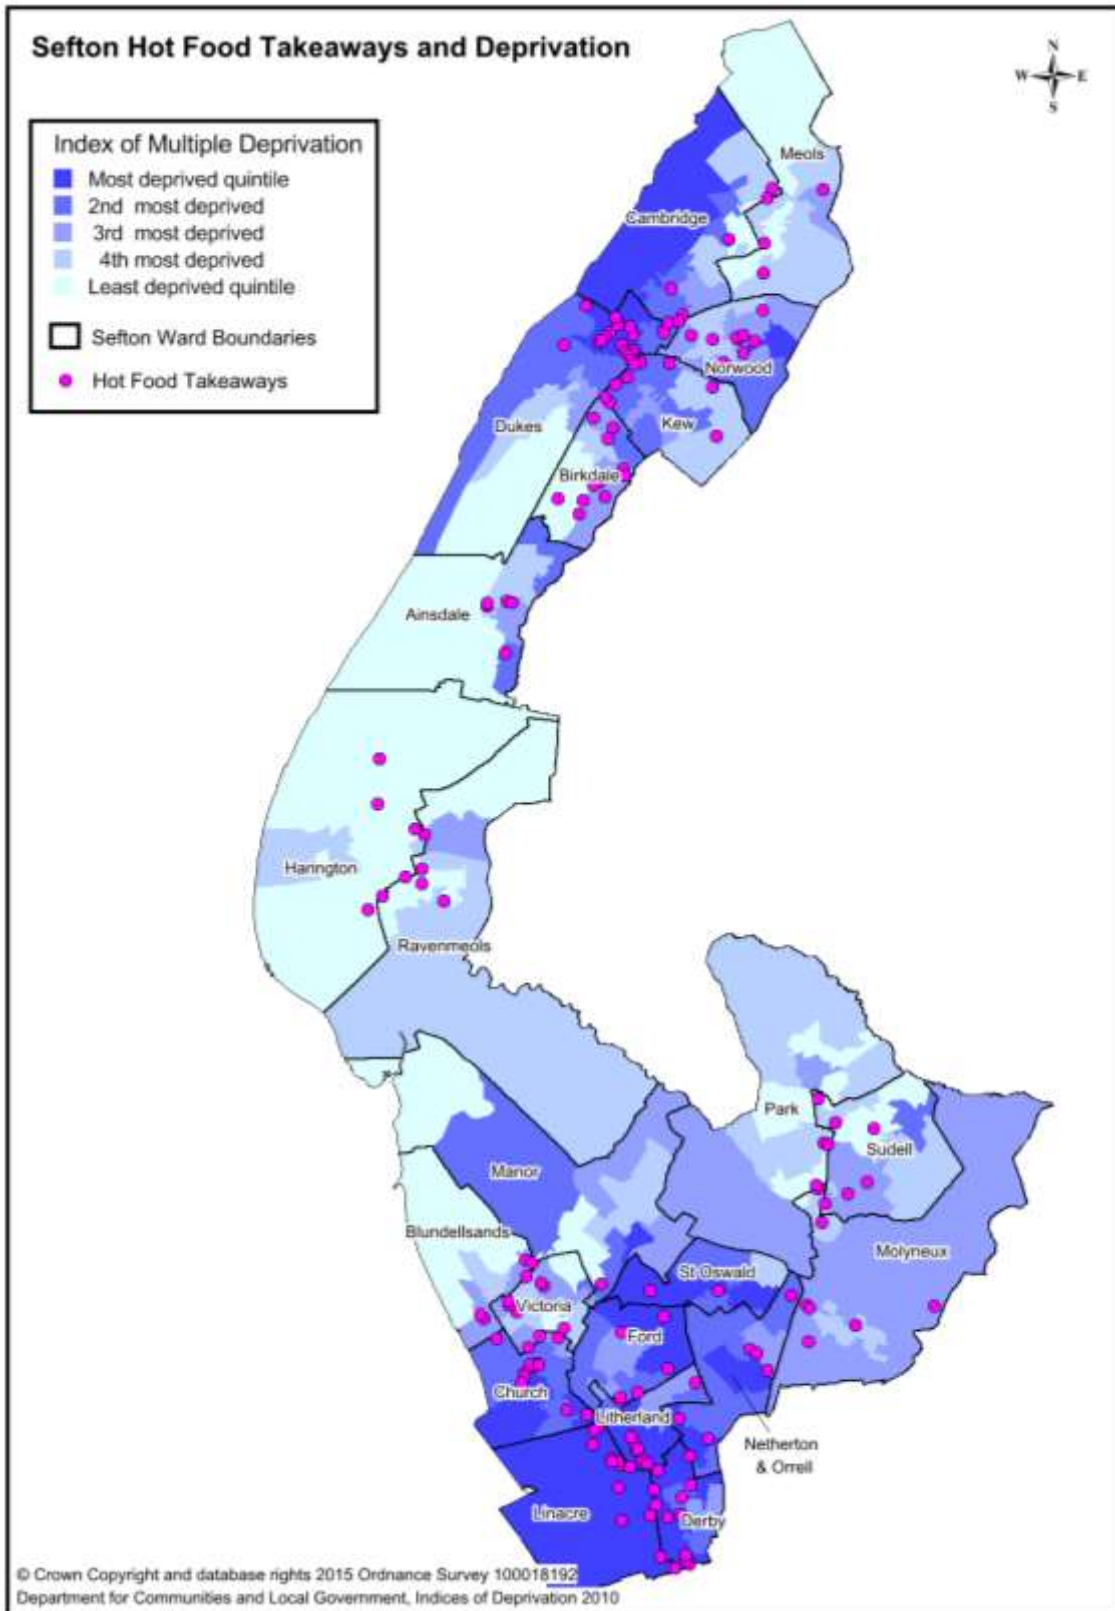 Sefton Hot Food Takeaways and Deprivation
N
W E
S
Index of Multiple Deprivation
Most deprived quintile
2nd most deprived
3rd most deprived
4th most deprived
Least deprived quintile
Sefton Ward Boundaries
Hot Food Takeaways
Meols
Cambridge
Norwood
Dukes
Kew
Birkdale
Ainsdale
Harington
Ravenmeols
Park
Sudell
Manor
Blundellsands
Molyneux
St Oswald
Victoria
Ford
Church
Litherland
Netherton
& Orrell
Linacre
Derby
© Crown Copyright and database rights 2015 Ordnance Survey 100018192
Department for Communities and Local Government, Indices of Deprivation 2010